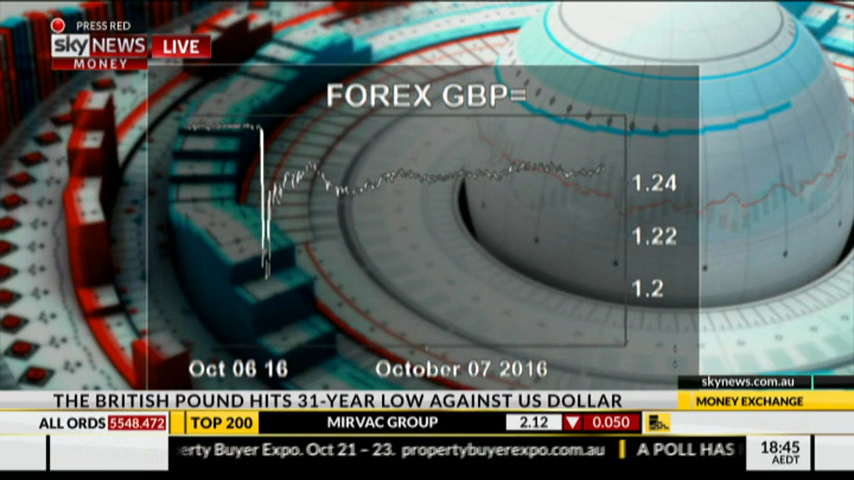 PRESS RED
sky NEWS LIVE
MONEY
FOREX GBP=
1.24
1.22
1.2
Oct 06 16 October 07 2016
skynews.com.au
THE BRITISH POUND HITS 31-YEAR LOW AGAINST US DOLLAR
MONEY EXCHANGE
ALL ORDS 5548.472 TOP 200 MIRVAC GROUP 2.12 ▼ 0.050
erty Buyer Expo. Oct 21 – 23. propertybuyerexpo.com.au A POLL HAS
18:45
AEDT